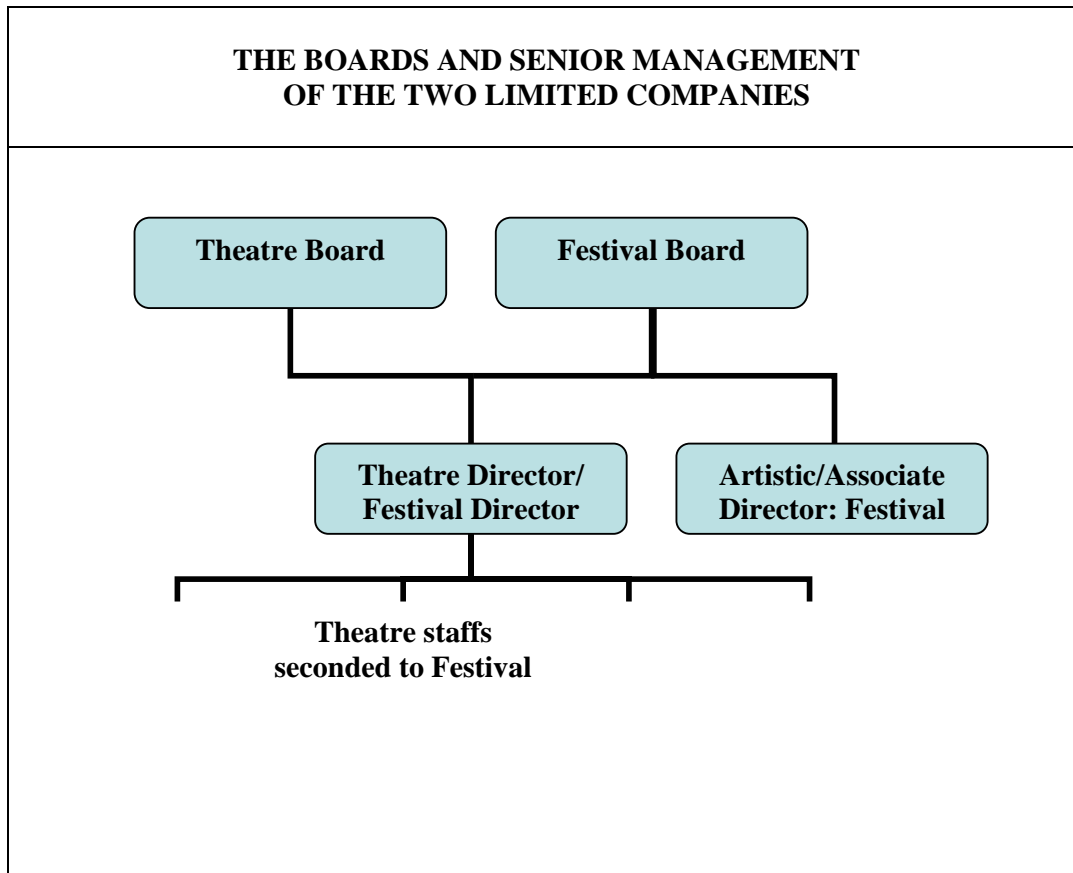 THE BOARDS AND SENIOR MANAGEMENT
OF THE TWO LIMITED COMPANIES
Theatre Board
Festival Board
Theatre Director/
Festival Director
Artistic/Associate
Director: Festival
Theatre staffs
seconded to Festival